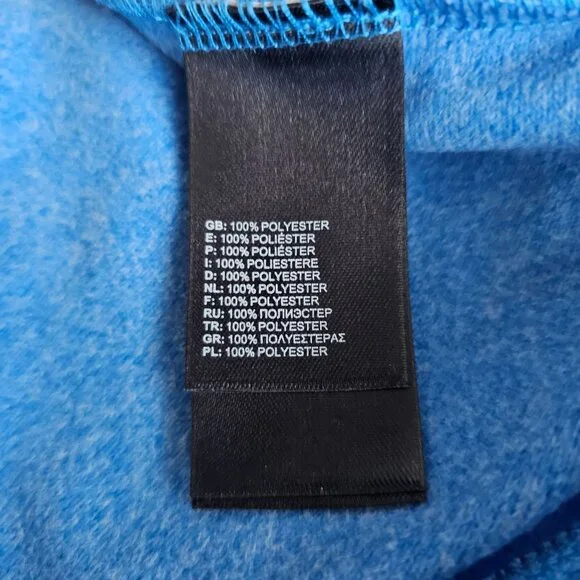 GB: 100% POLYESTER
E: 100% POLIÉSTER
P: 100% POLIÉSTER
I: 100% POLIESTERE
D: 100% POLYESTER
NL: 100% POLYESTER
F: 100% POLYESTER
RU: 100% ПОЛИЭСТЕР
TR: 100% POLYESTER
GR: 100% ΠΟΛΥΕΣΤΕΡΑΣ
PL: 100% POLYESTER